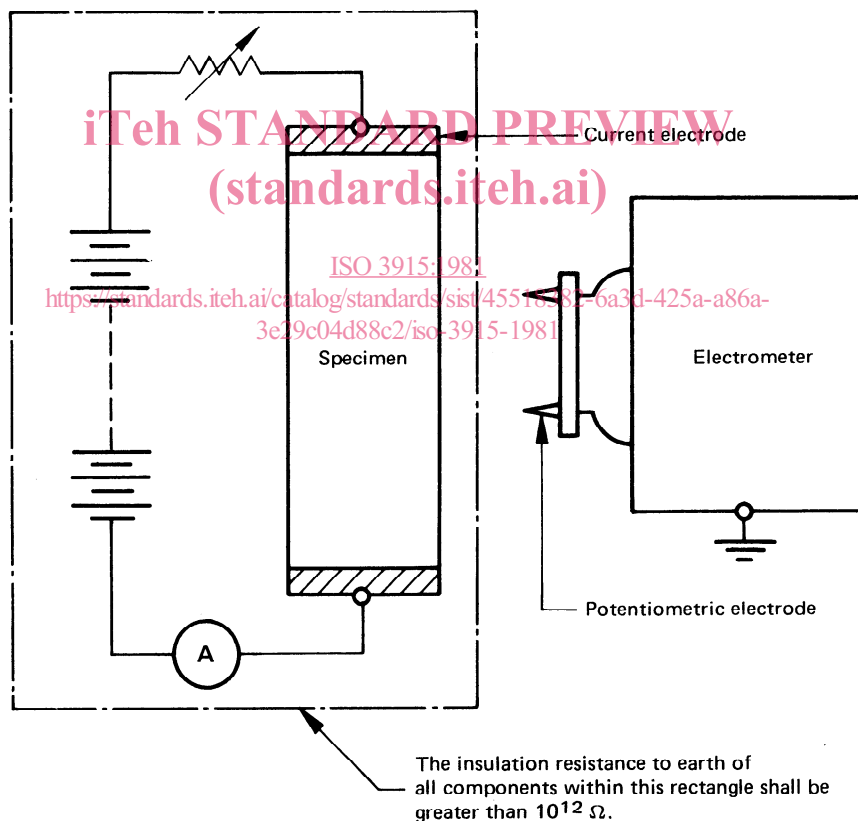 iTeh STANDARD PREVIEW
Current electrode
(standards.iteh.ai)
ISO 3915:1981
3e29c04d88c2/iso-3915-1981
Specimen
Electrometer
Potentiometric electrode
A
The insulation resistance to earth of
all components within this rectangle shall be
greater than 10¹² Ω.